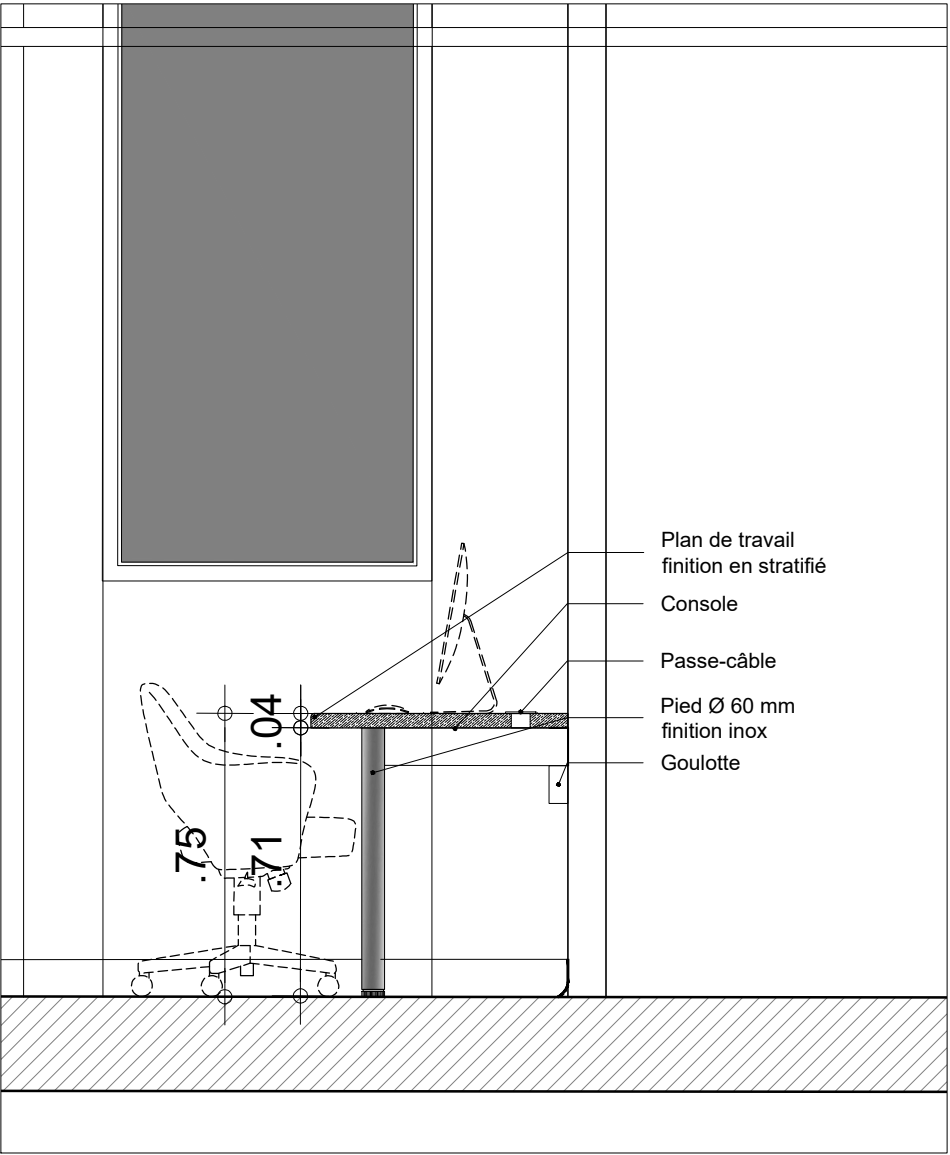 Plan de travail
finition en stratifié
Console
Passe-câble
Pied Ø 60 mm
finition inox
Goulotte
.04
.75
.71